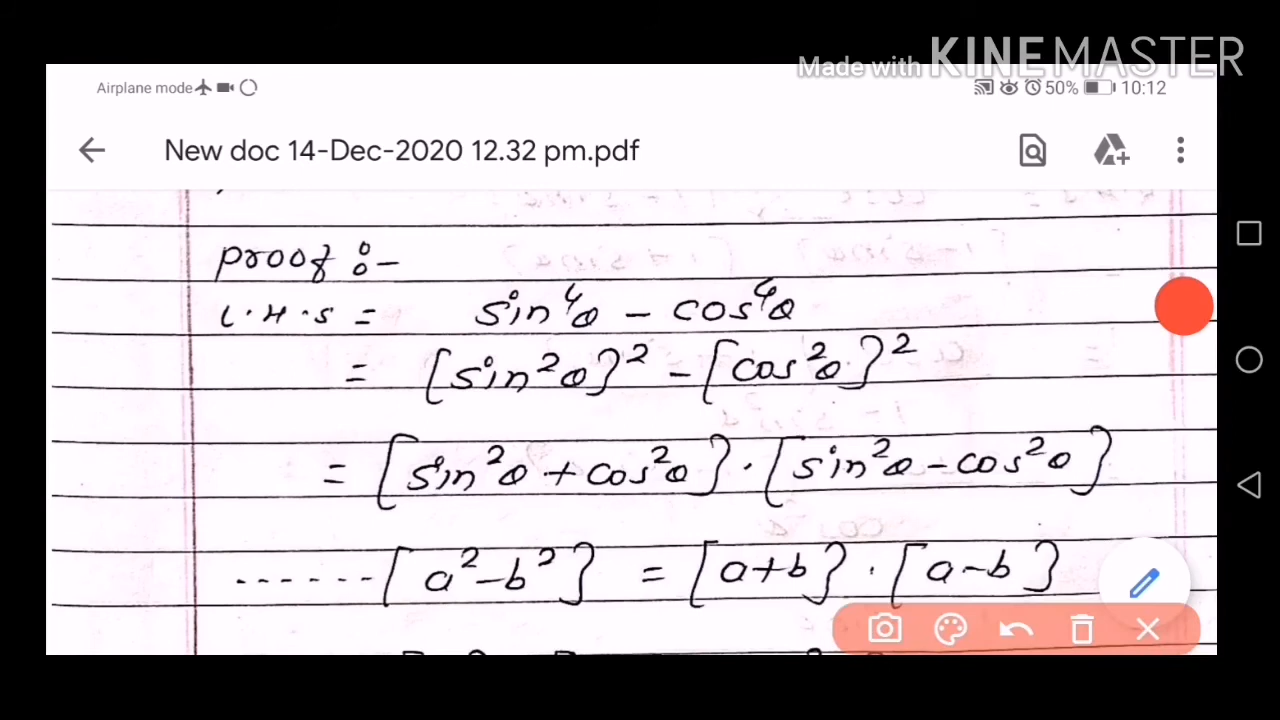 Made with KINEMASTER
Airplane mode 50% 10:12
New doc 14-Dec-2020 12.32 pm.pdf
proof :-
L.H.S = sin⁴θ - cos⁴θ
= [sin²θ]² - [cos²θ]²
= [sin²θ + cos²θ] · [sin²θ - cos²θ]
------[a² - b²] = [a+b] · [a-b]